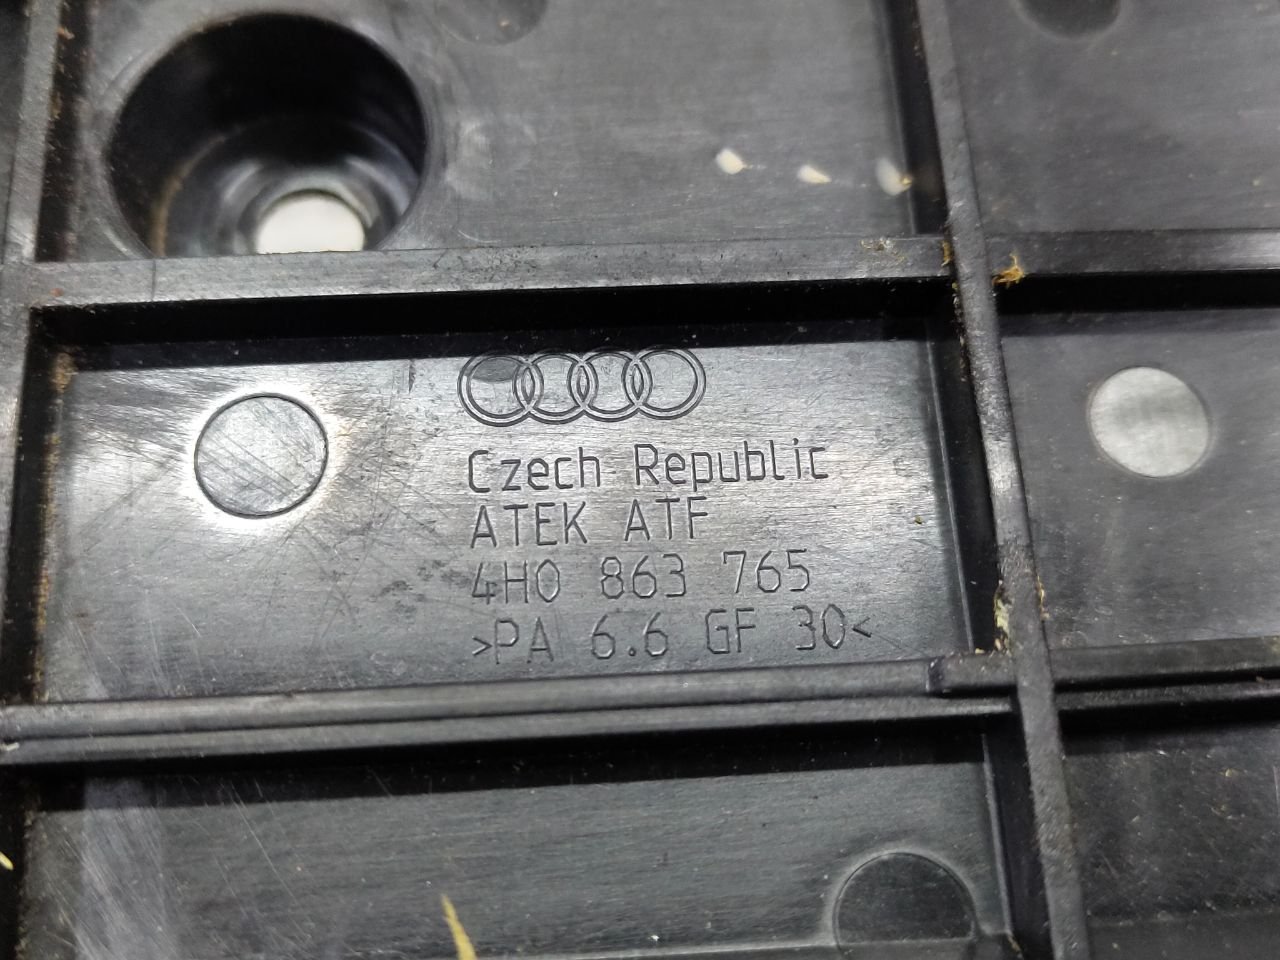 Czech Republic
ATEK ATF
4H0 863 765
>PA 6.6 GF 30<